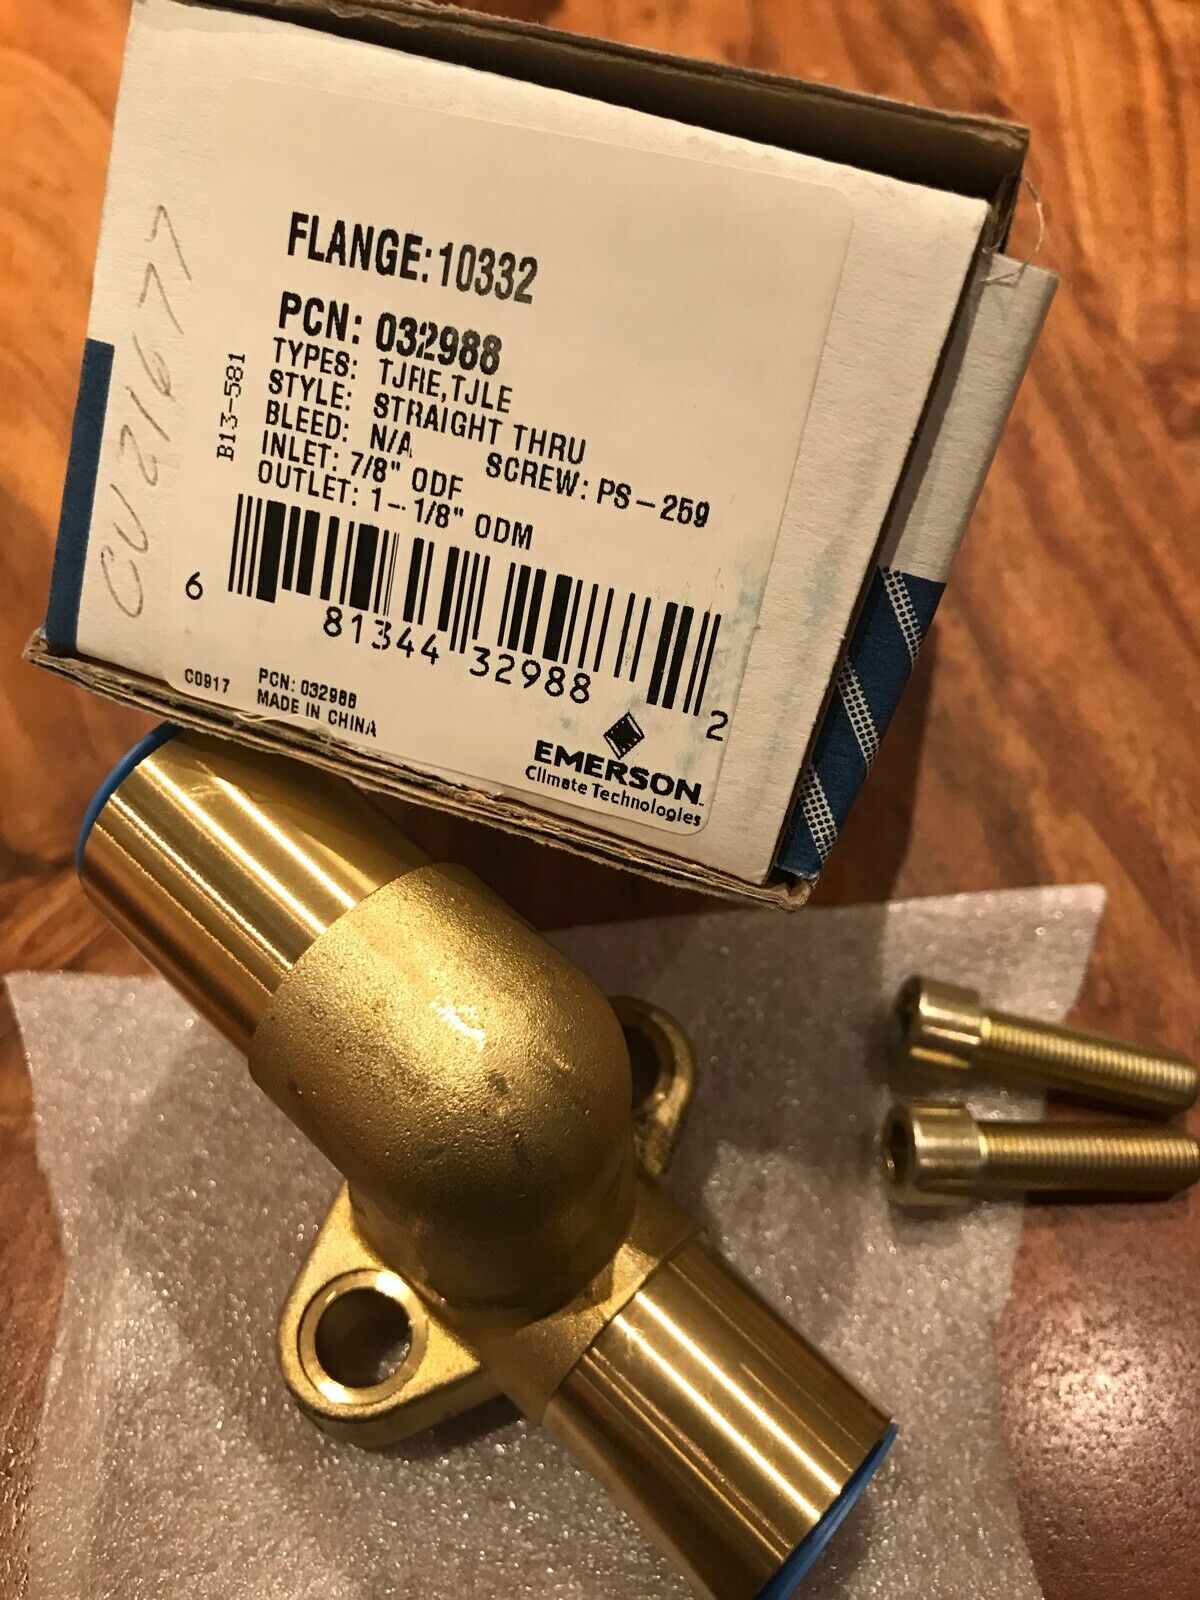 FLANGE: 10332
PCN: 032988
TYPES: TJRE, TJLE
STYLE: STRAIGHT THRU
BLEED: N/A SCREW: PS-259
INLET: 7/8" ODF
OUTLET: 1-1/8" ODM
B13-581
CU21677
6 81344 32988 2
C0917 PCN: 032988
MADE IN CHINA
EMERSON
Climate Technologies